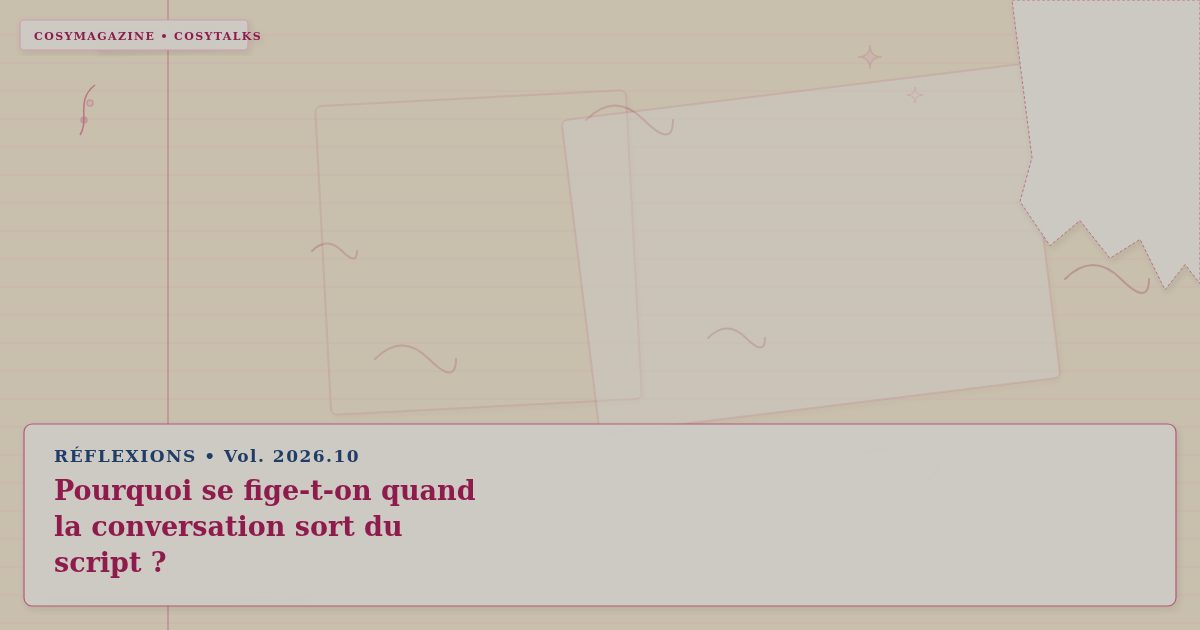 COSYMAGAZINE • COSYTALKS
RÉFLEXIONS • Vol. 2026.10
Pourquoi se fige-t-on quand
la conversation sort du
script ?